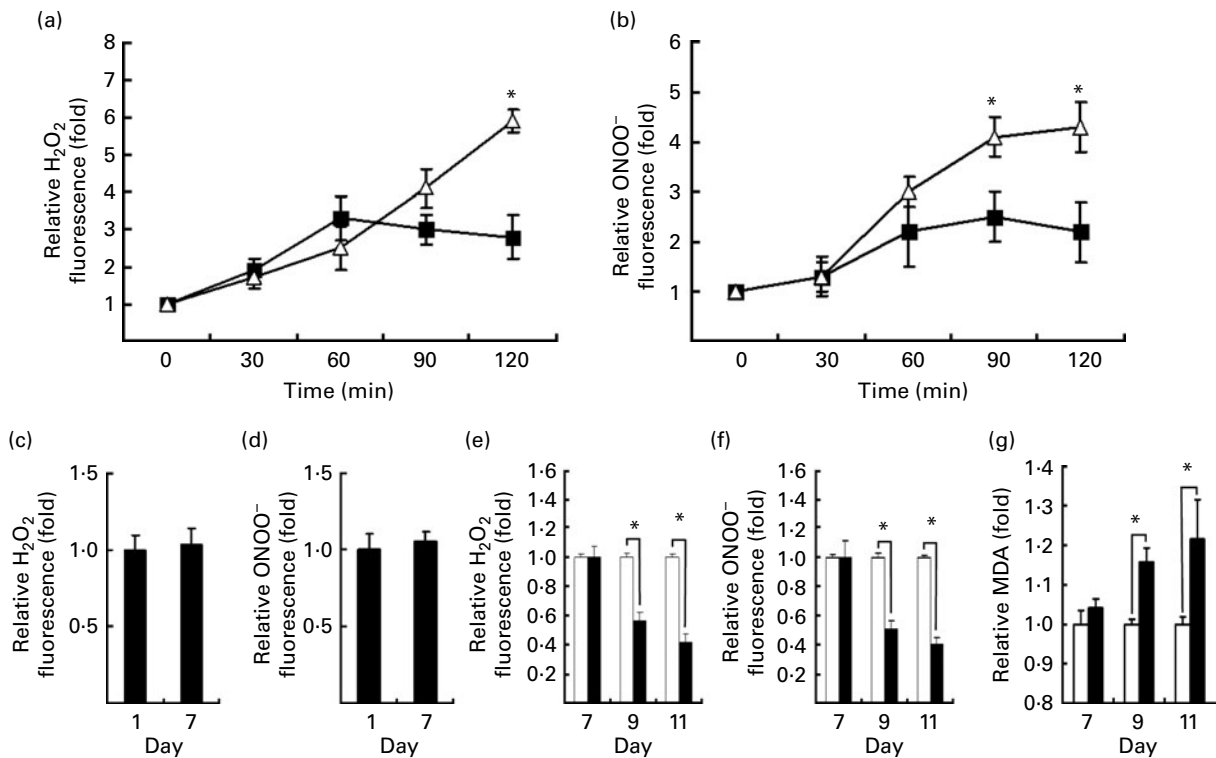 (a)
Relative H₂O₂
fluorescence (fold)
8
7
6
5
4
3
2
1
*
0 30 60 90 120
Time (min)
(b)
Relative ONOO⁻
fluorescence (fold)
6
5
4
3
2
1
* *
0 30 60 90 120
Time (min)
(c)
Relative H₂O₂
fluorescence (fold)
1·5
1·0
0·5
1 7
Day
(d)
Relative ONOO⁻
fluorescence (fold)
1·5
1·0
0·5
1 7
Day
(e)
Relative H₂O₂
fluorescence (fold)
1·6
1·4
1·2
1·0
0·8
0·6
0·4
0·2
* *
7 9 11
Day
(f)
Relative ONOO⁻
fluorescence (fold)
1·6
1·4
1·2
1·0
0·8
0·6
0·4
0·2
* *
7 9 11
Day
(g)
Relative MDA (fold)
1·4
1·3
1·2
1·1
1·0
0·9
0·8
* *
7 9 11
Day